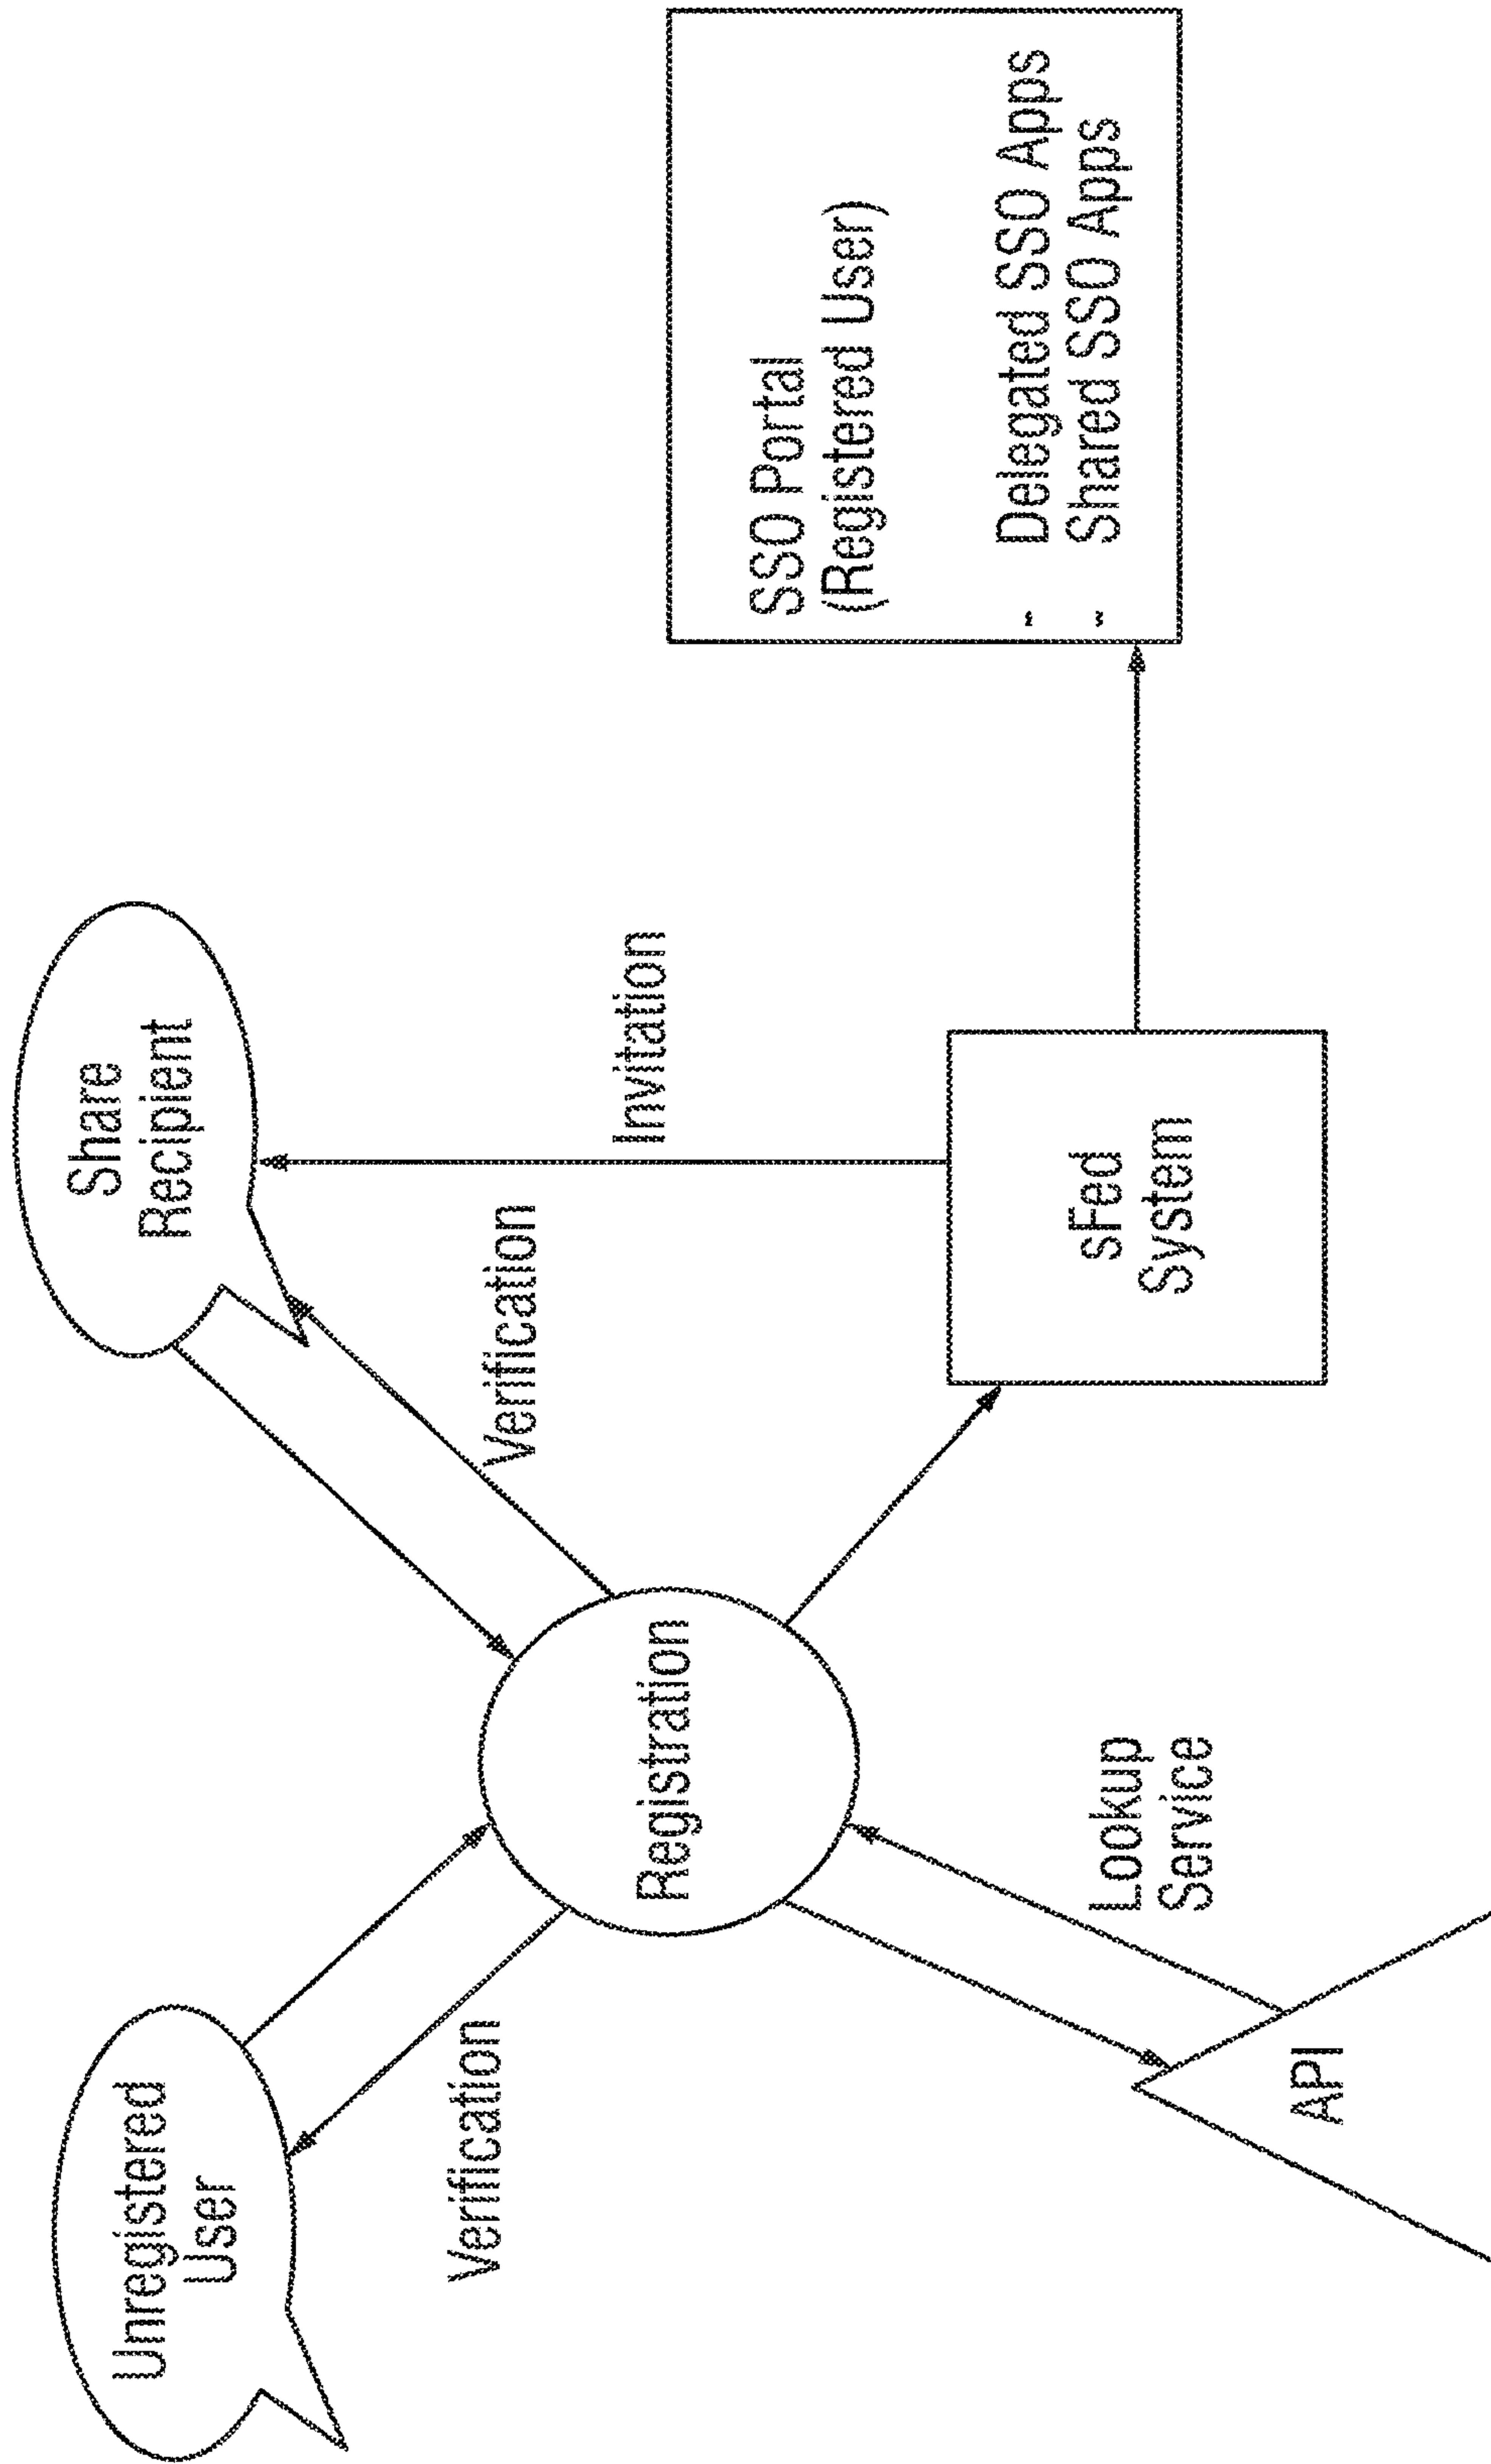 Unregistered
User
Share
Recipient
Verification
Verification
Invitation
Registration
SSO Portal
(Registered User)
- Delegated SSO Apps
- Shared SSO Apps
Lookup
Service
sFed
System
API